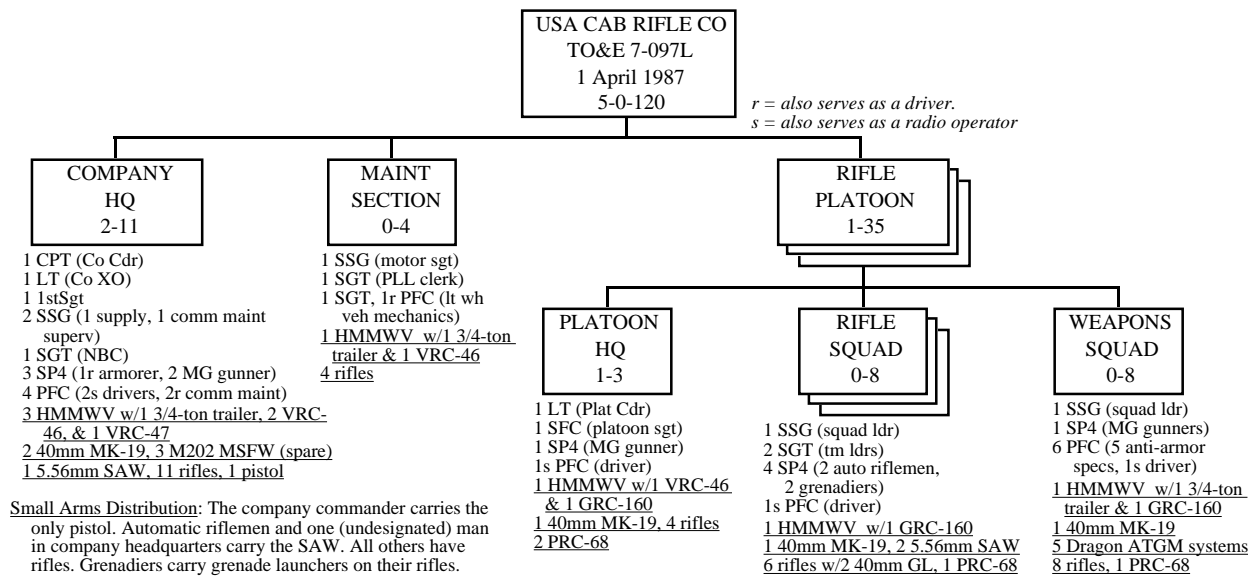 USA CAB RIFLE CO
TO&E 7-097L
1 April 1987
5-0-120
r = also serves as a driver.
s = also serves as a radio operator
COMPANY
HQ
2-11
1 CPT (Co Cdr)
1 LT (Co XO)
1 1stSgt
2 SSG (1 supply, 1 comm maint
superv)
1 SGT (NBC)
3 SP4 (1r armorer, 2 MG gunner)
4 PFC (2s drivers, 2r comm maint)
3 HMMWV w/1 3/4-ton trailer, 2 VRC-
46, & 1 VRC-47
2 40mm MK-19, 3 M202 MSFW (spare)
1 5.56mm SAW, 11 rifles, 1 pistol
MAINT
SECTION
0-4
1 SSG (motor sgt)
1 SGT (PLL clerk)
1 SGT, 1r PFC (lt wh
veh mechanics)
1 HMMWV w/1 3/4-ton
trailer & 1 VRC-46
4 rifles
RIFLE
PLATOON
1-35
PLATOON
HQ
1-3
1 LT (Plat Cdr)
1 SFC (platoon sgt)
1 SP4 (MG gunner)
1s PFC (driver)
1 HMMWV w/1 VRC-46
& 1 GRC-160
1 40mm MK-19, 4 rifles
2 PRC-68
RIFLE
SQUAD
0-8
1 SSG (squad ldr)
2 SGT (tm ldrs)
4 SP4 (2 auto riflemen,
2 grenadiers)
1s PFC (driver)
1 HMMWV w/1 GRC-160
1 40mm MK-19, 2 5.56mm SAW
6 rifles w/2 40mm GL, 1 PRC-68
WEAPONS
SQUAD
0-8
1 SSG (squad ldr)
1 SP4 (MG gunners)
6 PFC (5 anti-armor
specs, 1s driver)
1 HMMWV w/1 3/4-ton
trailer & 1 GRC-160
1 40mm MK-19
5 Dragon ATGM systems
8 rifles, 1 PRC-68
Small Arms Distribution: The company commander carries the
only pistol. Automatic riflemen and one (undesignated) man
in company headquarters carry the SAW. All others have
rifles. Grenadiers carry grenade launchers on their rifles.